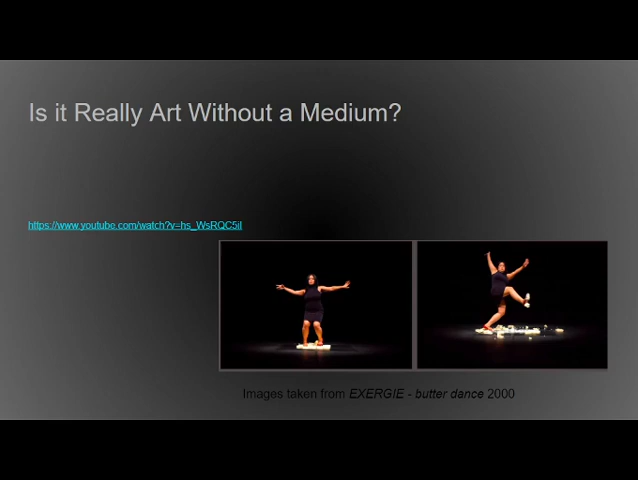 Is it Really Art Without a Medium?
https://www.youtube.com/watch?v=hs_WsRQC5iI
Images taken from EXERGIE - butter dance 2000